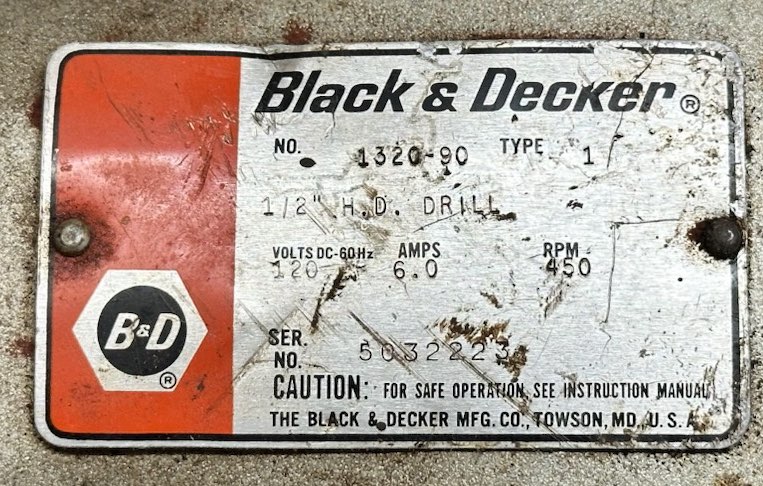 Black & Decker®
NO. 1320-90 TYPE 1
1/2" H.D. DRILL
VOLTS DC-60Hz AMPS RPM
120 6.0 450
SER. NO. 5032223
CAUTION: FOR SAFE OPERATION, SEE INSTRUCTION MANUAL
THE BLACK & DECKER MFG. CO., TOWSON, MD., U.S.A.
B&D®